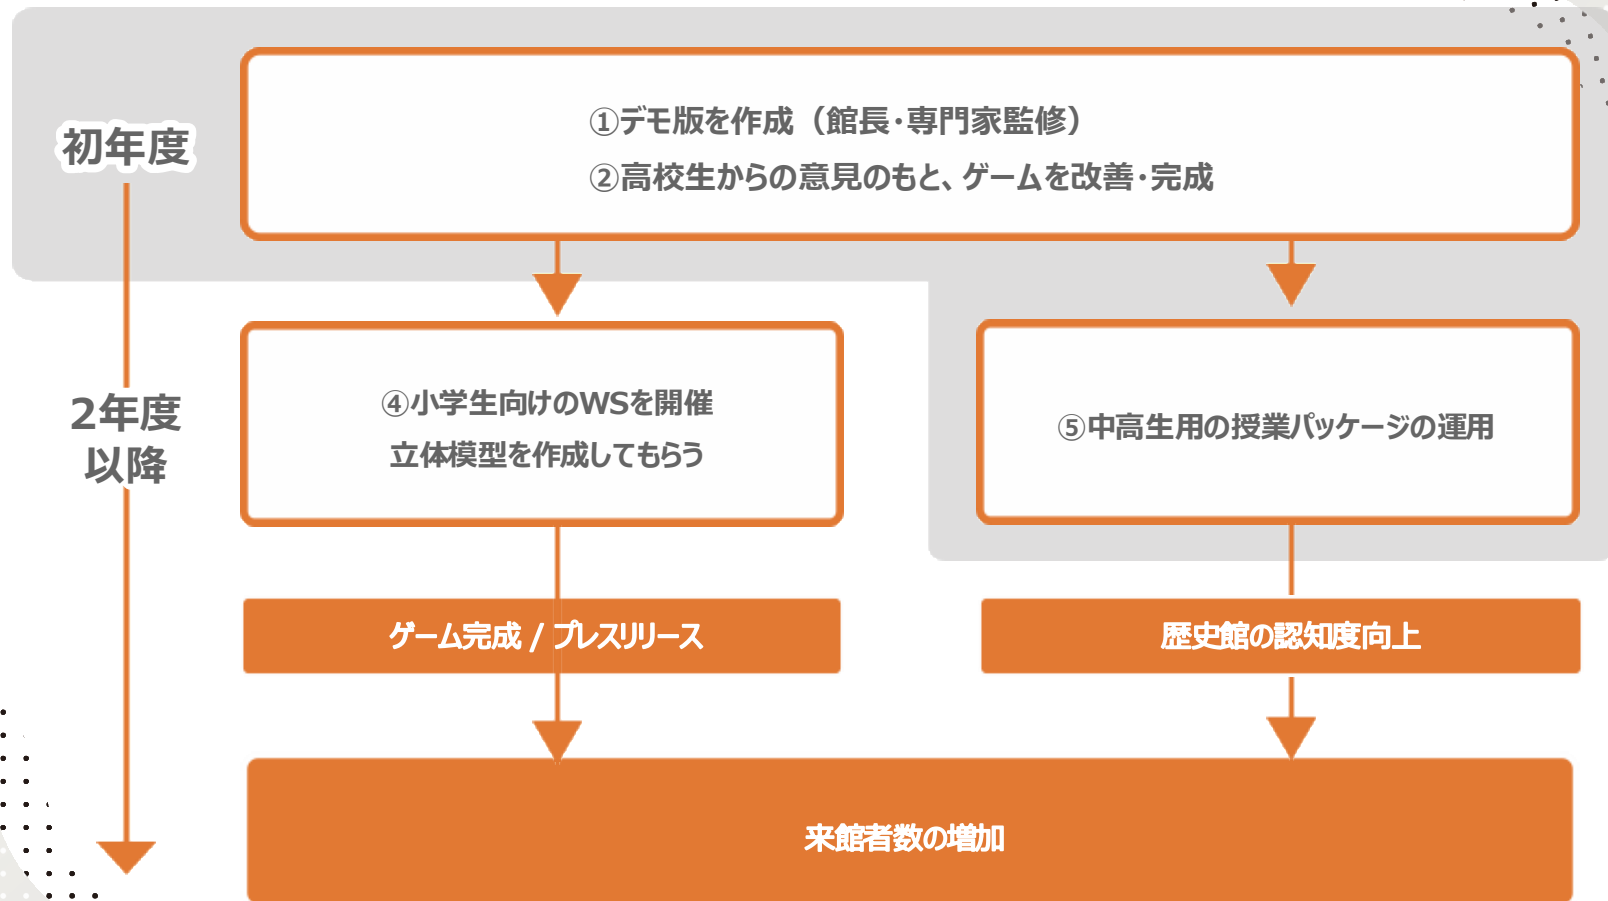 初年度
①デモ版を作成（館長・専門家監修）
②高校生からの意見のもと、ゲームを改善・完成
2年度
以降
④小学生向けのWSを開催
立体模型を作成してもらう
⑤中高生用の授業パッケージの運用
ゲーム完成 / プレスリリース
歴史館の認知度向上
来館者数の増加